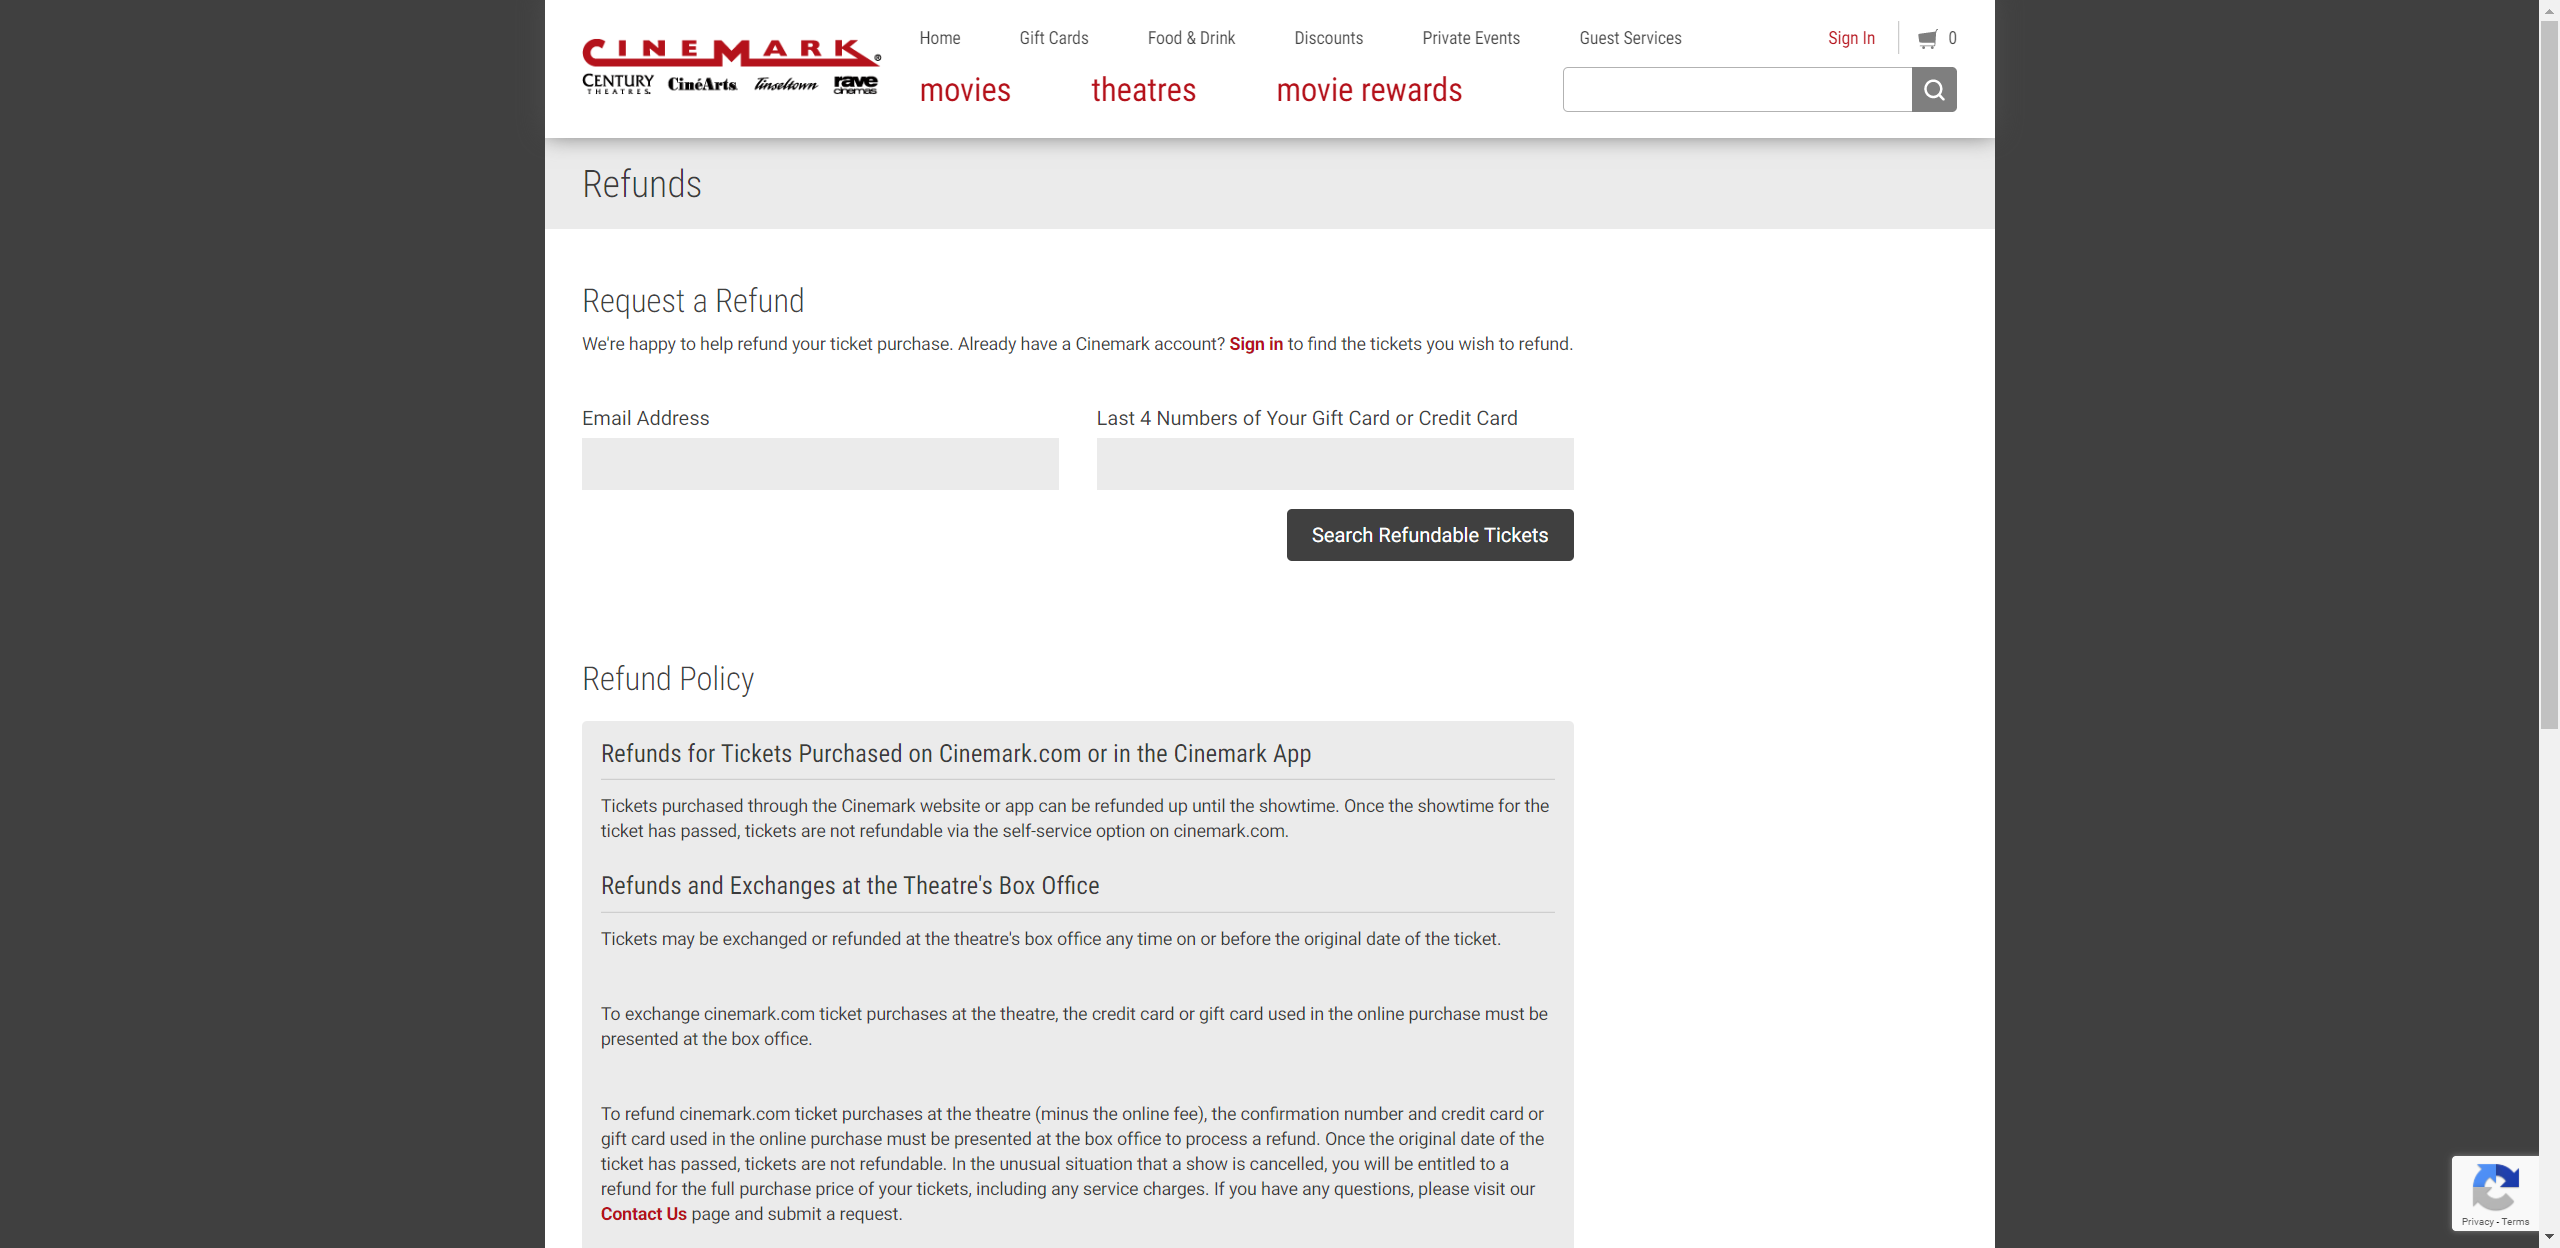 CINEMARK®
CENTURY THEATRES. CinéArts Tinseltown rave cinemas
Home Gift Cards Food & Drink Discounts Private Events Guest Services Sign In 0
movies theatres movie rewards
Refunds
Request a Refund
We're happy to help refund your ticket purchase. Already have a Cinemark account? Sign in to find the tickets you wish to refund.
Email Address Last 4 Numbers of Your Gift Card or Credit Card
Search Refundable Tickets
Refund Policy
Refunds for Tickets Purchased on Cinemark.com or in the Cinemark App
Tickets purchased through the Cinemark website or app can be refunded up until the showtime. Once the showtime for the
ticket has passed, tickets are not refundable via the self-service option on cinemark.com.
Refunds and Exchanges at the Theatre's Box Office
Tickets may be exchanged or refunded at the theatre's box office any time on or before the original date of the ticket.
To exchange cinemark.com ticket purchases at the theatre, the credit card or gift card used in the online purchase must be
presented at the box office.
To refund cinemark.com ticket purchases at the theatre (minus the online fee), the confirmation number and credit card or
gift card used in the online purchase must be presented at the box office to process a refund. Once the original date of the
ticket has passed, tickets are not refundable. In the unusual situation that a show is cancelled, you will be entitled to a
refund for the full purchase price of your tickets, including any service charges. If you have any questions, please visit our
Contact Us page and submit a request.
Privacy - Terms